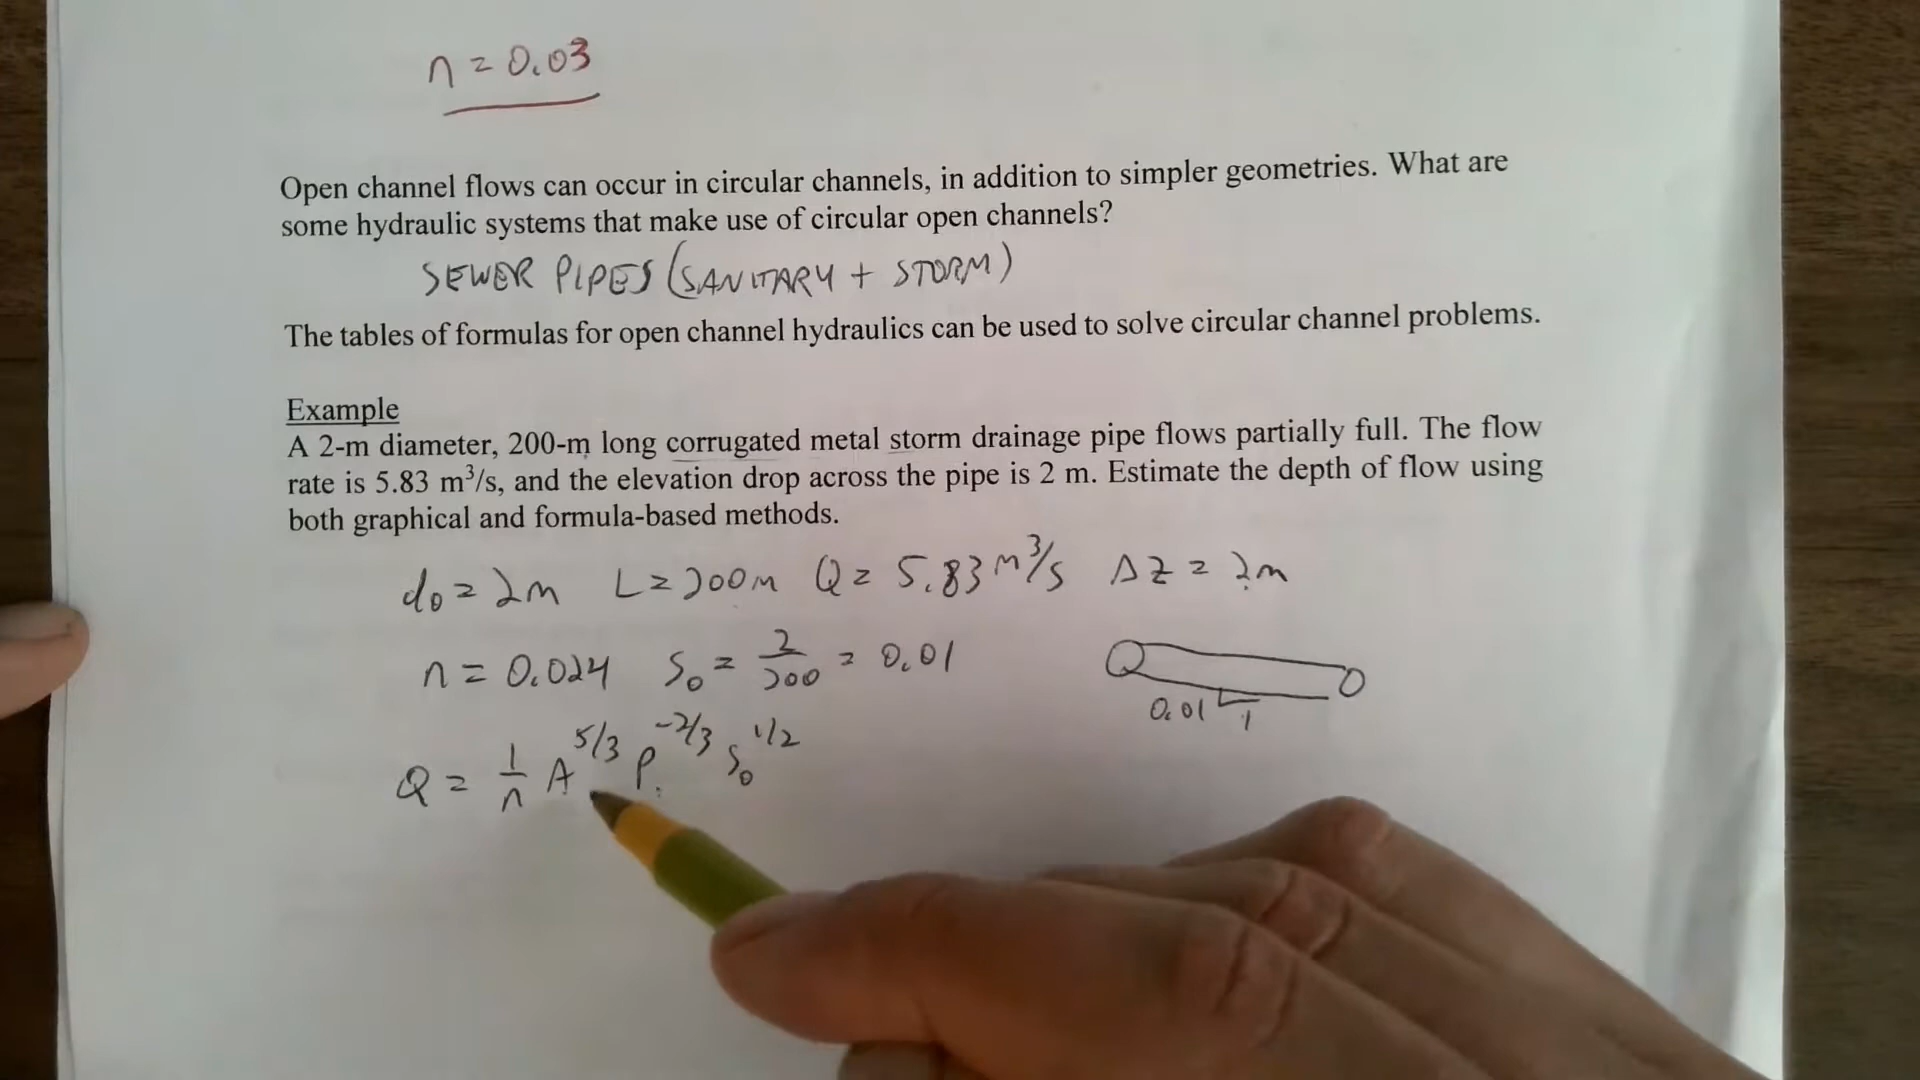 n = 0.03
Open channel flows can occur in circular channels, in addition to simpler geometries. What are
some hydraulic systems that make use of circular open channels?
SEWER PIPES (SANITARY + STORM)
The tables of formulas for open channel hydraulics can be used to solve circular channel problems.
Example
A 2-m diameter, 200-m long corrugated metal storm drainage pipe flows partially full. The flow
rate is 5.83 m³/s, and the elevation drop across the pipe is 2 m. Estimate the depth of flow using
both graphical and formula-based methods.
d₀ = 2m L = 200m Q = 5.83 m³/s ΔZ = 2m
n = 0.024 S₀ = 2/200 = 0.01
0.01 1
Q = 1/n A^5/3 P^-2/3 S₀^1/2